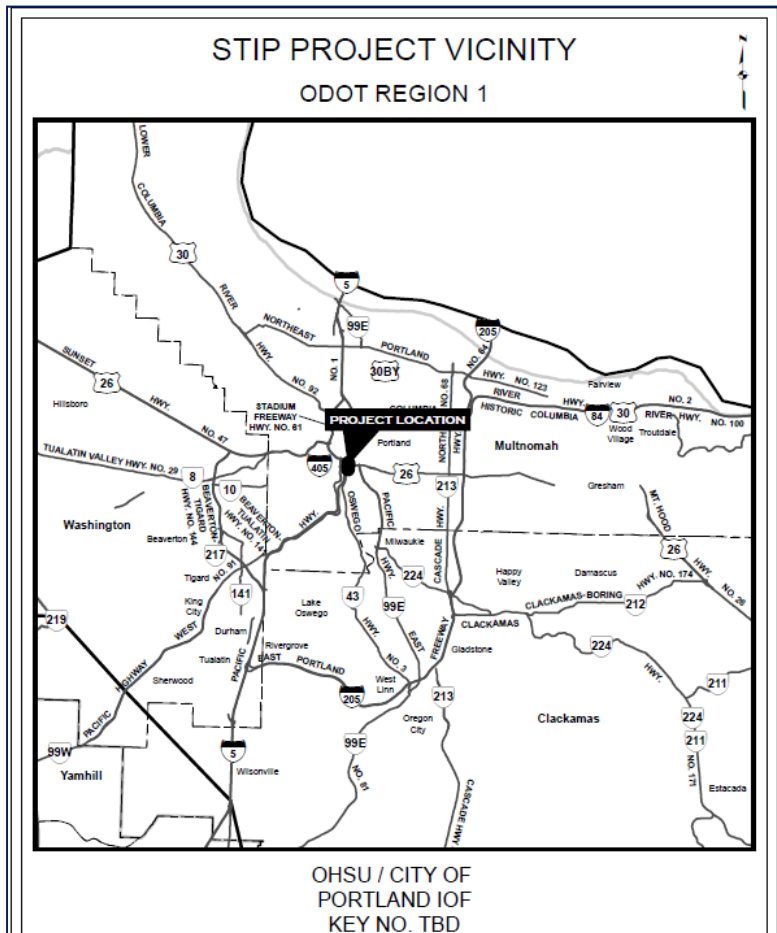 STIP PROJECT VICINITY
ODOT REGION 1
N
LOWER
COLUMBIA
RIVER
HWY.
NO. 92
30
5
99E
205
NO. 64
NORTHEAST
PORTLAND
HWY.
NO. 123
NO. 1
30BY
NO. 68
Fairview
SUNSET
HWY.
NO. 47
26
Hillsboro
STADIUM
FREEWAY
HWY. NO. 61
PROJECT LOCATION
Portland
HISTORIC
COLUMBIA
RIVER
HWY.
NO. 100
RIVER
HWY.
NO. 2
84
30
Wood
Village
Troutdale
Multnomah
TUALATIN VALLEY HWY. NO. 29
8
10
405
26
213
Gresham
MT. HOOD
26
NO. 26
Washington
Beaverton
BEAVERTON-
TIGARD
HWY. NO. 144
BEAVERTON-
TUALATIN
HWY. NO. 141
217
NO. 91
HWY.
OSWEGO
PACIFIC
HWY.
Milwaukie
224
CASCADE
HWY.
NORTH
HWY.
Happy
Valley
Damascus
HWY. NO. 174
CLACKAMAS-BORING
212
Tigard
King
City
141
Durham
Tualatin
Lake
Oswego
43
HWY.
NO. 3
99E
EAST
CLACKAMAS
224
HWY.
219
WEST
HIGHWAY
PACIFIC
Sherwood
PACIFIC
Rivergrove
EAST
PORTLAND
FREEWAY
Gladstone
205
West
Linn
213
Oregon
City
Clackamas
211
224
211
NO. 171
Estacada
99W
Yamhill
5
Wilsonville
99E
NO. 81
CASCADE HWY.
OHSU / CITY OF
PORTLAND IOF
KEY NO. TBD